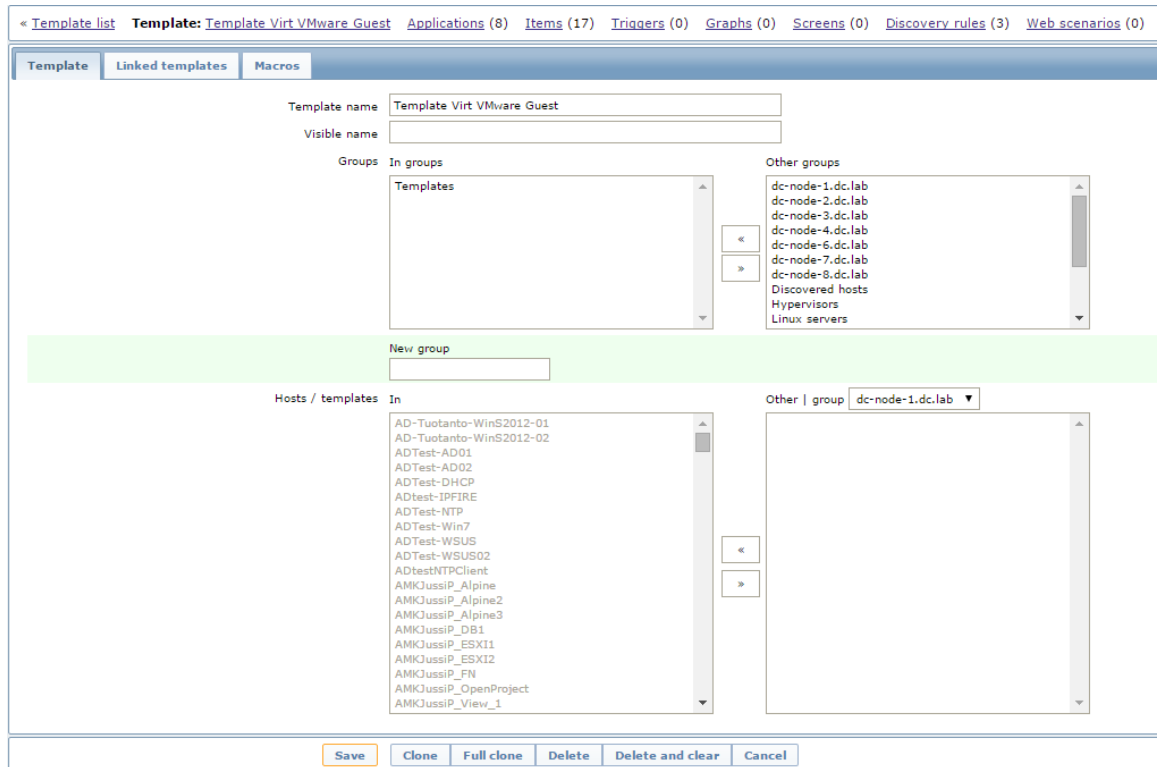 « Template list Template: Template Virt VMware Guest Applications (8) Items (17) Triggers (0) Graphs (0) Screens (0) Discovery rules (3) Web scenarios (0)
Template Linked templates Macros
Template name Template Virt VMware Guest
Visible name
Groups In groups Other groups
Templates
dc-node-1.dc.lab
dc-node-2.dc.lab
dc-node-3.dc.lab
dc-node-4.dc.lab
dc-node-6.dc.lab
dc-node-7.dc.lab
dc-node-8.dc.lab
Discovered hosts
Hypervisors
Linux servers
«
»
New group
Hosts / templates In Other | group dc-node-1.dc.lab ▼
AD-Tuotanto-WinS2012-01
AD-Tuotanto-WinS2012-02
ADTest-AD01
ADTest-AD02
ADTest-DHCP
ADtest-IPFIRE
ADTest-NTP
ADTest-Win7
ADTest-WSUS
ADTest-WSUS02
ADtestNTPClient
AMKJussiP_Alpine
AMKJussiP_Alpine2
AMKJussiP_Alpine3
AMKJussiP_DB1
AMKJussiP_ESXI1
AMKJussiP_ESXI2
AMKJussiP_FN
AMKJussiP_OpenProject
AMKJussiP_View_1
«
»
Save Clone Full clone Delete Delete and clear Cancel